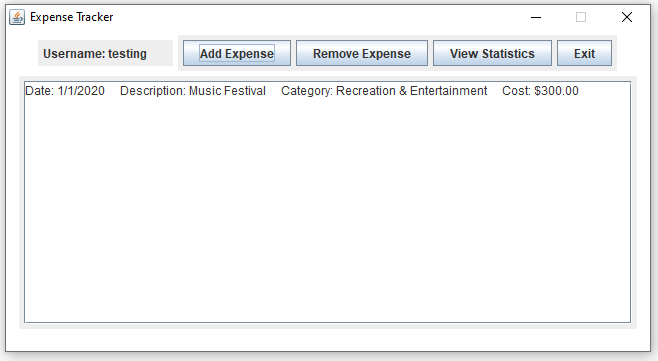 Expense Tracker
Username: testing Add Expense Remove Expense View Statistics Exit
Date: 1/1/2020 Description: Music Festival Category: Recreation & Entertainment Cost: $300.00